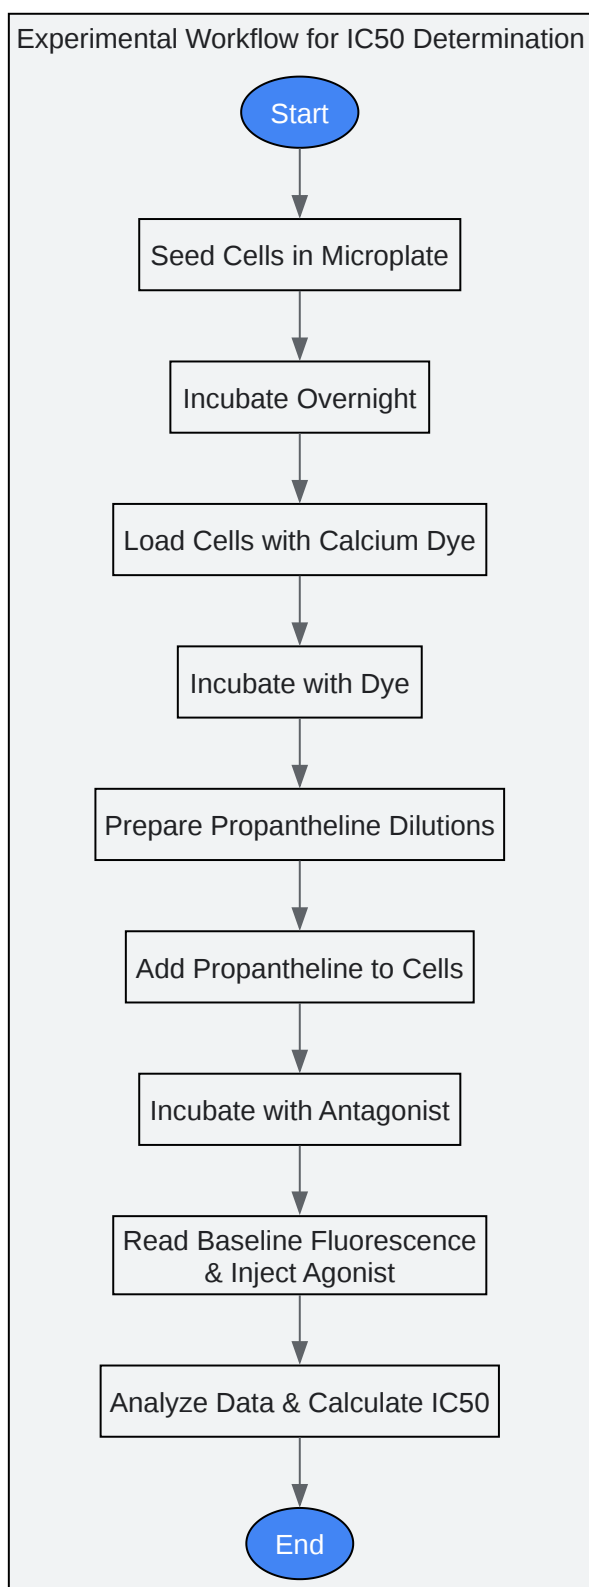 Experimental Workflow for IC50 Determination
Start
Seed Cells in Microplate
Incubate Overnight
Load Cells with Calcium Dye
Incubate with Dye
Prepare Propantheline Dilutions
Add Propantheline to Cells
Incubate with Antagonist
Read Baseline Fluorescence
& Inject Agonist
Analyze Data & Calculate IC50
End